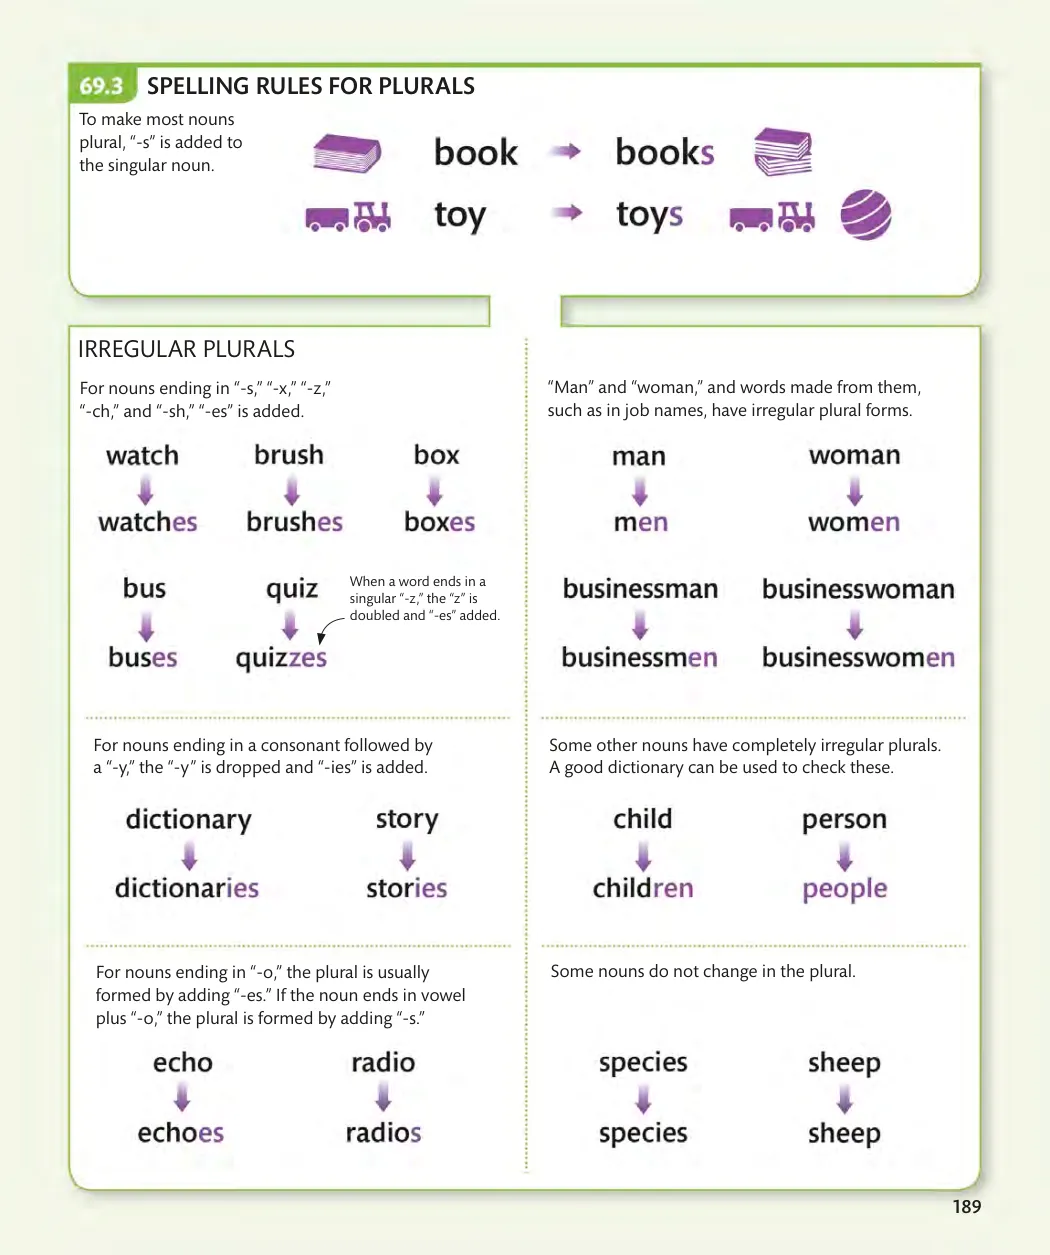 69.3 SPELLING RULES FOR PLURALS
To make most nouns
plural, “-s” is added to
the singular noun.
book books
toy toys
IRREGULAR PLURALS
For nouns ending in “-s,” “-x,” “-z,”
“-ch,” and “-sh,” “-es” is added.
watch brush box
watches brushes boxes
bus quiz
When a word ends in a
singular “-z,” the “z” is
doubled and “-es” added.
buses quizzes
For nouns ending in a consonant followed by
a “-y,” the “-y” is dropped and “-ies” is added.
dictionary story
dictionaries stories
For nouns ending in “-o,” the plural is usually
formed by adding “-es.” If the noun ends in vowel
plus “-o,” the plural is formed by adding “-s.”
echo radio
echoes radios
“Man” and “woman,” and words made from them,
such as in job names, have irregular plural forms.
man woman
men women
businessman businesswoman
businessmen businesswomen
Some other nouns have completely irregular plurals.
A good dictionary can be used to check these.
child person
children people
Some nouns do not change in the plural.
species sheep
species sheep
189